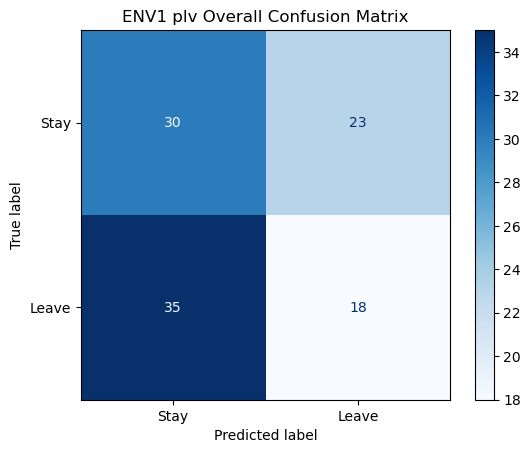 ENV1 plv Overall Confusion Matrix
True label
Stay
30
23
Leave
35
18
Stay
Leave
Predicted label
34
32
30
28
26
24
22
20
18